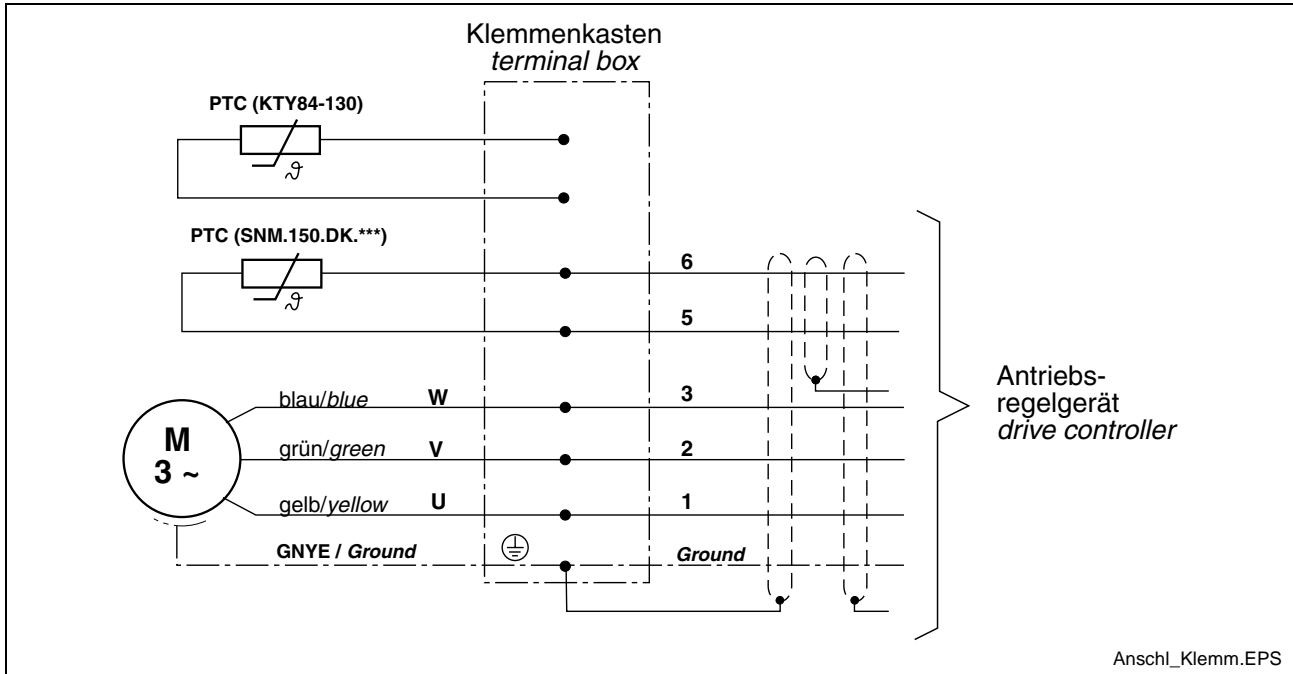 Klemmenkasten
terminal box
PTC (KTY84-130)
ϑ
PTC (SNM.150.DK.***)
ϑ
6
5
M
3 ~
blau/blue W
3
grün/green V
2
gelb/yellow U
1
GNYE / Ground
Ground
Antriebs-
regelgerät
drive controller
Anschl_Klemm.EPS